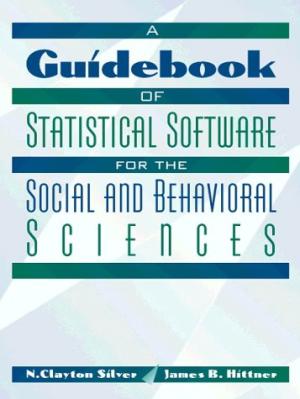 A
Guidebook
OF
STATISTICAL SOFTWARE
FOR THE
SOCIAL AND BEHAVIORAL
SCIENCES
N. Clayton Silver James B. Hittner